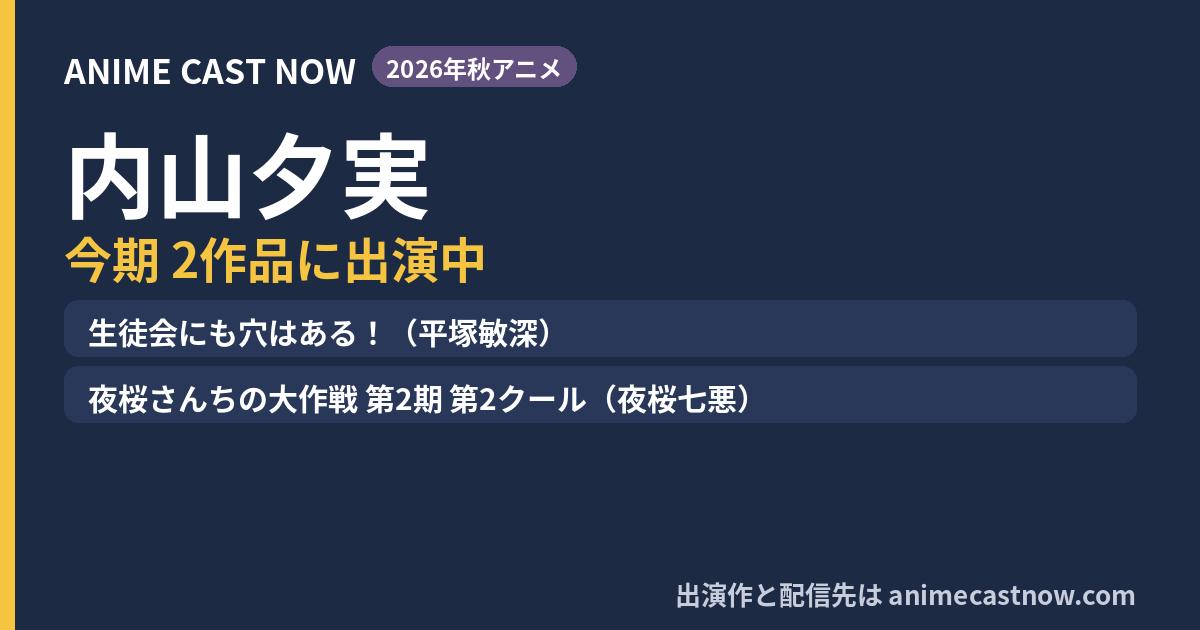 ANIME CAST NOW 2026年秋アニメ
内山夕実
今期 2作品に出演中
生徒会にも穴はある！（平塚敏深）
夜桜さんちの大作戦 第2期 第2クール（夜桜七悪）
出演作と配信先は animecastnow.com